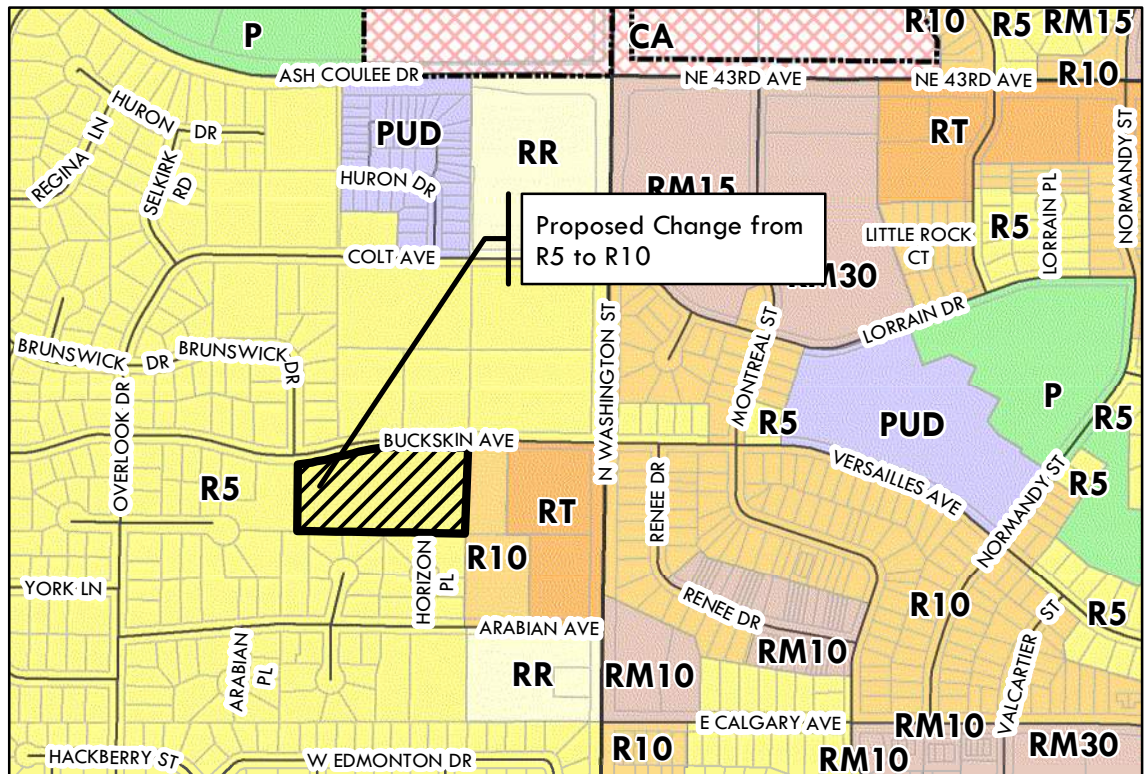 P
CA
R10
R5
RM15
ASH COULEE DR
NE 43RD AVE
NE 43RD AVE
R10
HURON DR
REGINA LN
SELKIRK RD
PUD
HURON DR
RR
RM15
RT
NORMANDY ST
LORRAIN PL
R5
LITTLE ROCK
CT
Proposed Change from
R5 to R10
COLT AVE
RM30
LORRAIN DR
BRUNSWICK DR
BRUNSWICK DR
N WASHINGTON ST
MONTREAL ST
OVERLOOK DR
BUCKSKIN AVE
R5
PUD
P
R5
R5
VERSAILLES AVE
NORMANDY ST
R5
RT
RENEE DR
R10
HORIZON
PL
YORK LN
RENEE DR
R10
ARABIAN AVE
ARABIAN
PL
RR
RM10
RM10
VALCARTIER ST
R5
E CALGARY AVE
RM10
HACKBERRY ST
W EDMONTON DR
R10
RM10
RM30